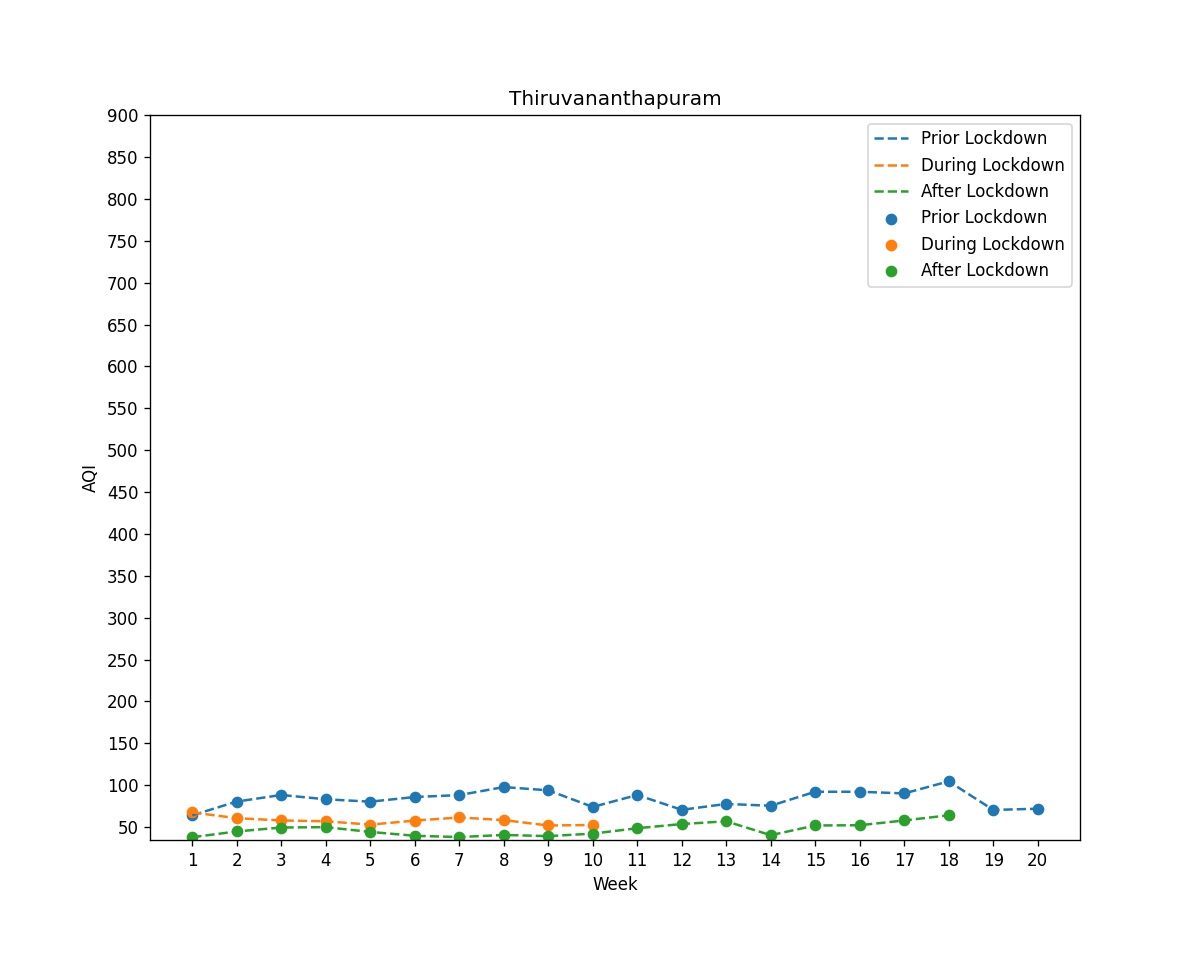 Thiruvananthapuram
900
850
800
750
700
650
600
550
500
450
400
350
300
250
200
150
100
50
AQI
Prior Lockdown
During Lockdown
After Lockdown
Prior Lockdown
During Lockdown
After Lockdown
1 2 3 4 5 6 7 8 9 10 11 12 13 14 15 16 17 18 19 20
Week